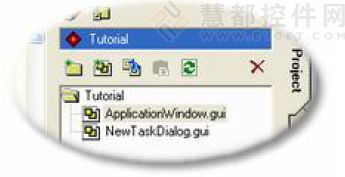 慧都控件网
WWW.EVGET.COM
Tutorial
Project
Tutorial
ApplicationWindow.gui
NewTaskDialog.gui